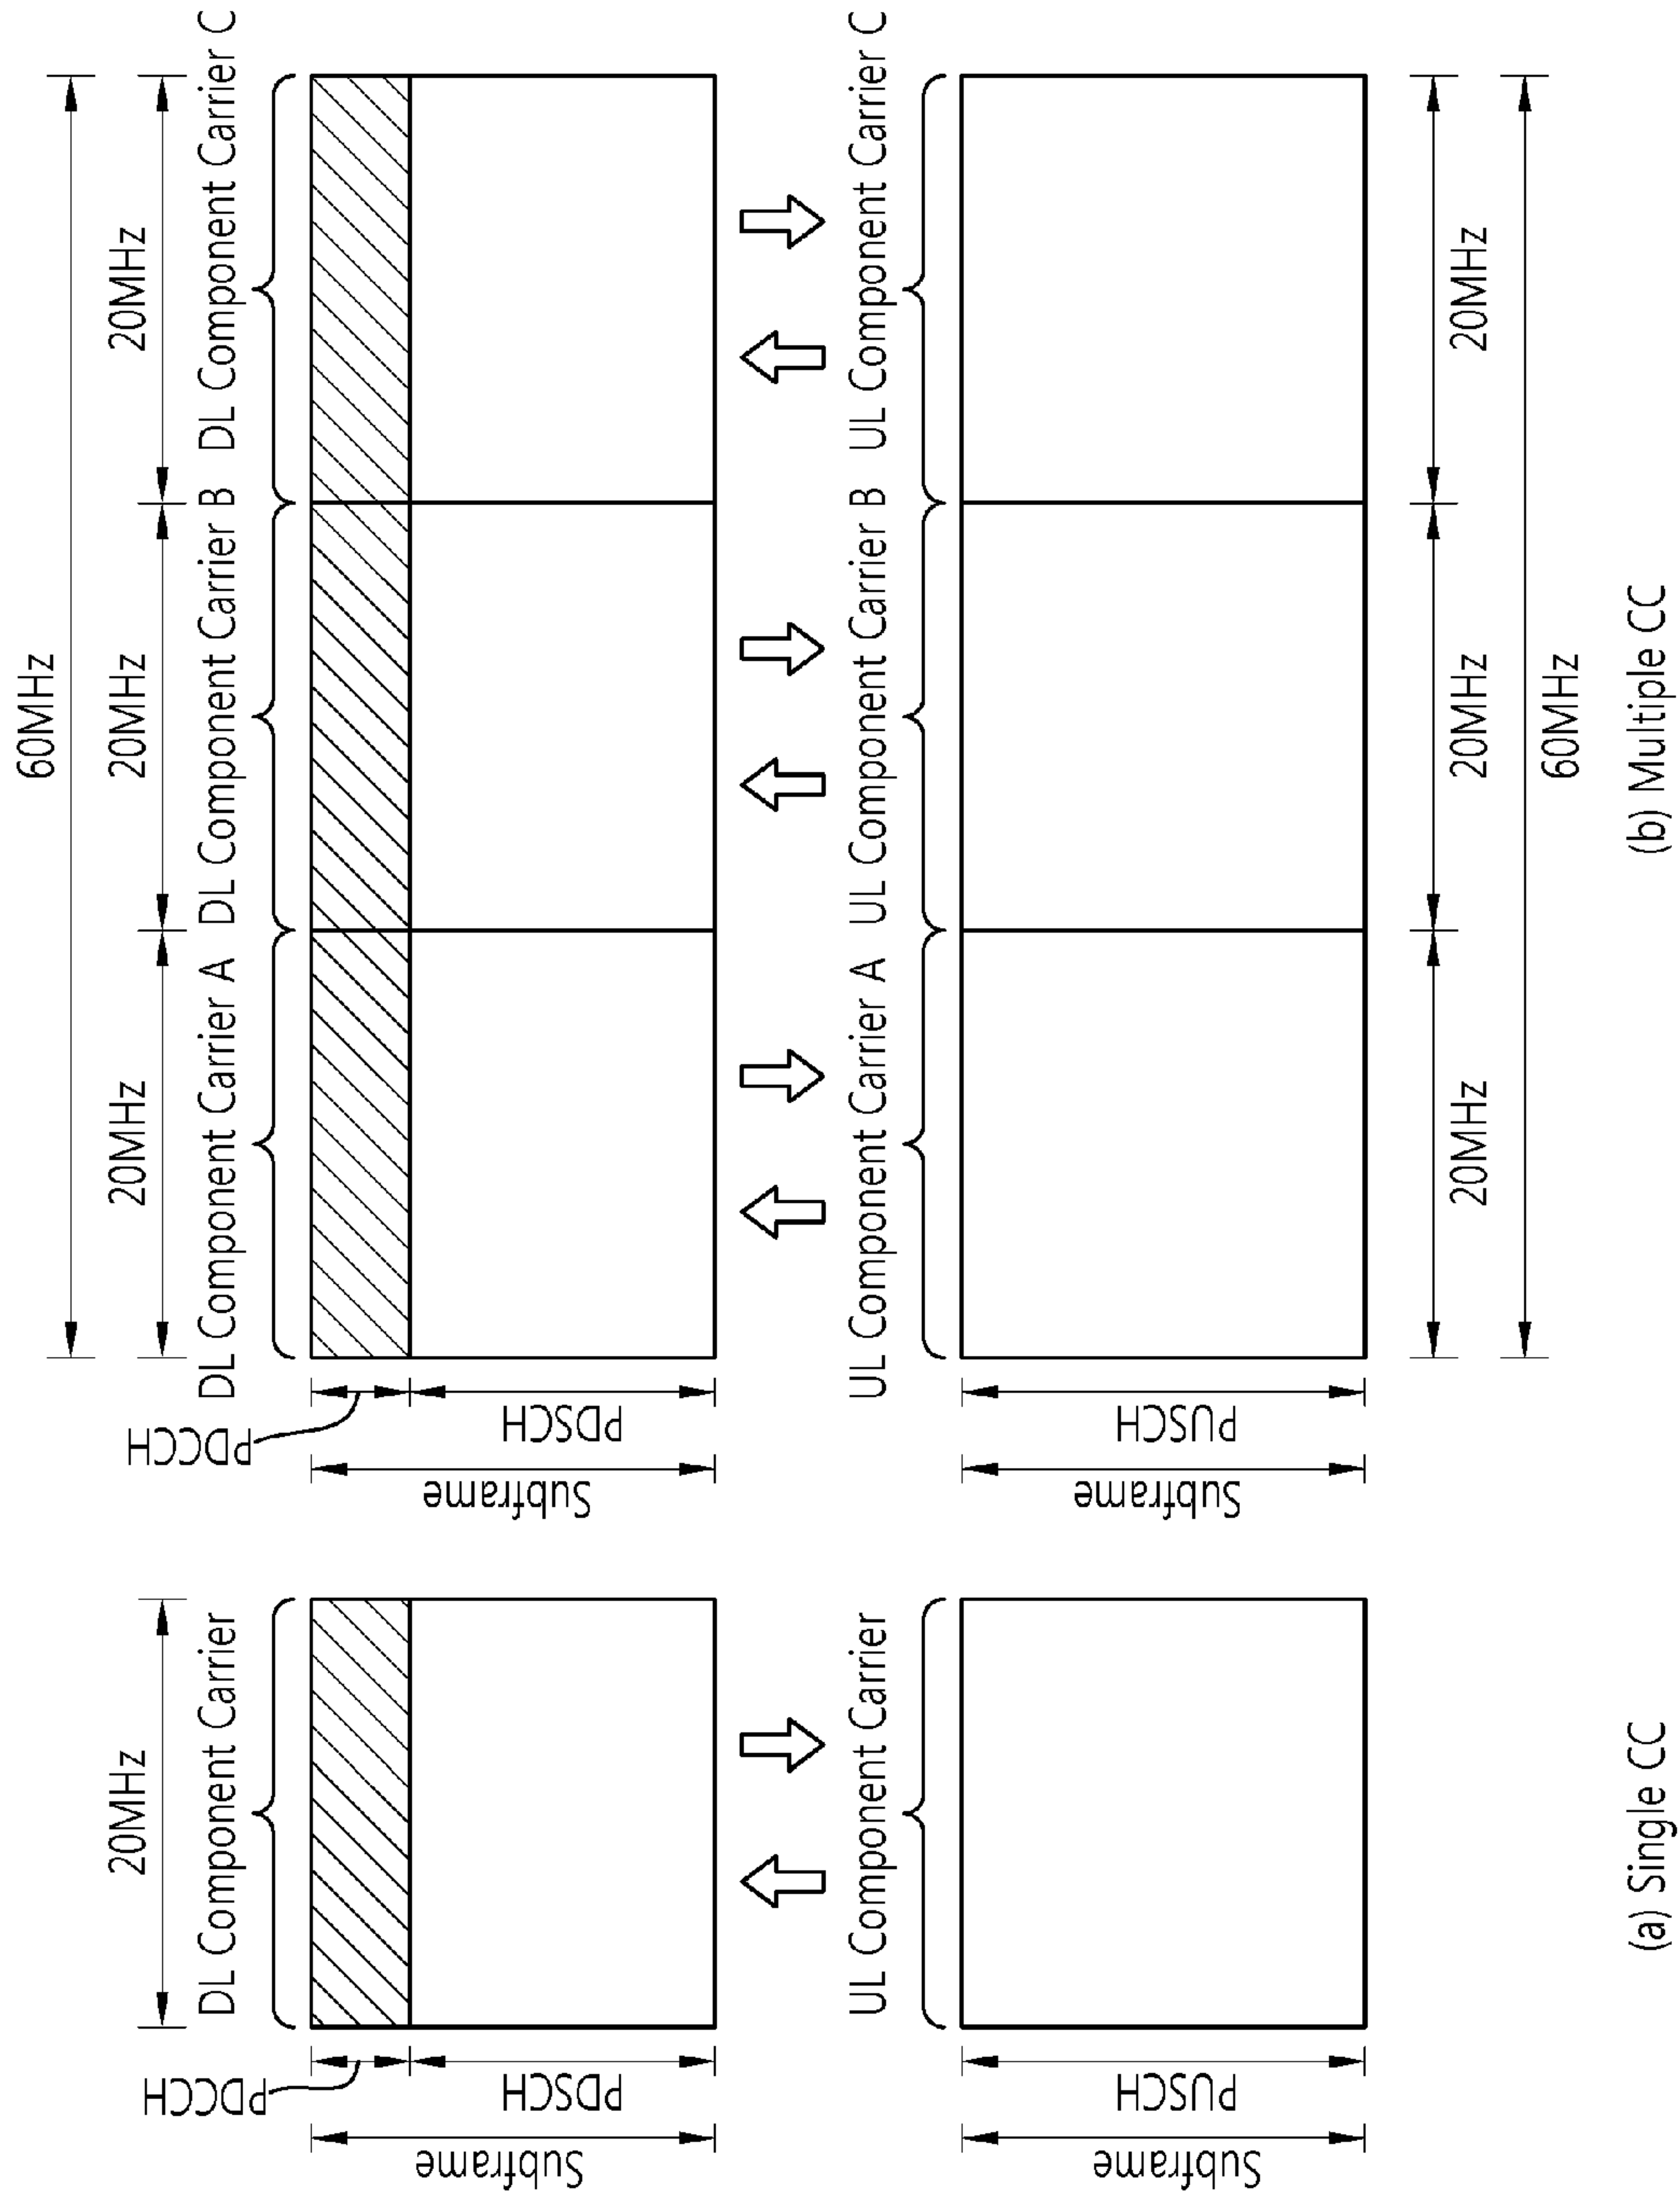 20MHz
DL Component Carrier
PDCCH
PDSCH
Subframe
UL Component Carrier
PUSCH
Subframe
(a) Single CC
60MHz
20MHz
20MHz
20MHz
DL Component Carrier A
DL Component Carrier B
DL Component Carrier C
PDCCH
PDSCH
Subframe
UL Component Carrier A
UL Component Carrier B
UL Component Carrier C
PUSCH
Subframe
20MHz
20MHz
20MHz
60MHz
(b) Multiple CC